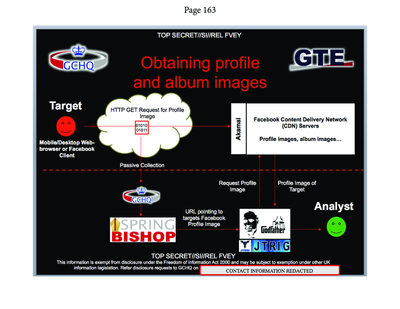 Page 163
TOP SECRET//SI//REL FVEY
GCHQ
GTE
Obtaining profile
and album images
Target
HTTP GET Request for Profile
Image
01010
01011
Mobile/Desktop Web-
browser or Facebook
Client
Akamai
Facebook Content Delivery Network
(CDN) Servers
Profile images, album images...
Passive Collection
Request Profile
Image
Profile Image of
Target
GCHQ
SPRING
BISHOP
URL pointing to
targets Facebook
Profile Image
Godfather
JTRIG
Analyst
TOP SECRET//SI//REL FVEY
This information is exempt from disclosure under the Freedom of Information Act 2000 and may be subject to exemption under other UK
information legislation. Refer disclosure requests to GCHQ on
CONTACT INFORMATION REDACTED